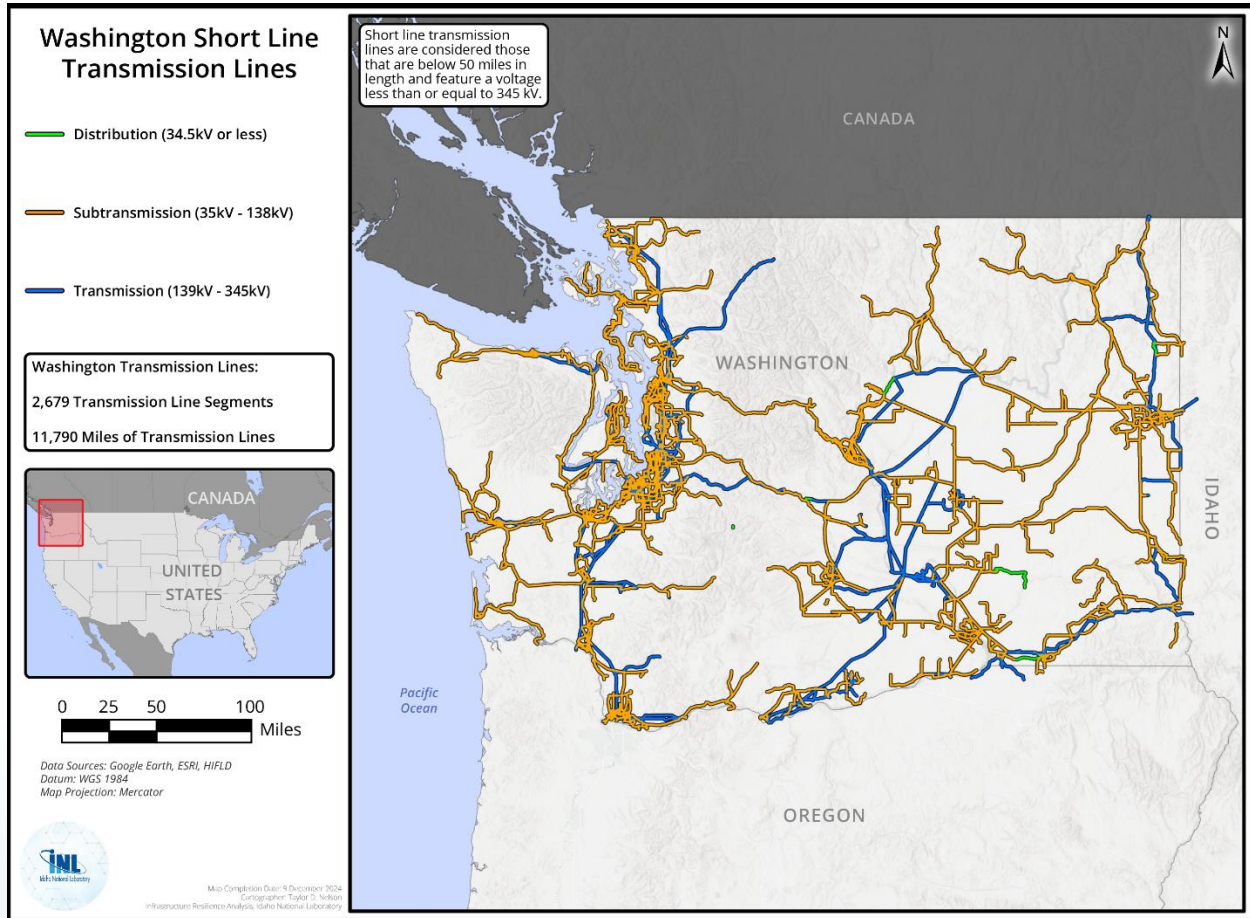 Washington Short Line
Transmission Lines
Distribution (34.5kV or less)
Subtransmission (35kV - 138kV)
Transmission (139kV - 345kV)
Washington Transmission Lines:
2,679 Transmission Line Segments
11,790 Miles of Transmission Lines
CANADA
UNITED
STATES
0 25 50 100
Miles
Data Sources: Google Earth, ESRI, HIFLD
Datum: WGS 1984
Map Projection: Mercator
INL
Idaho National Laboratory
Map Completion Date: 9 December 2024
Cartographer: Taylor D. Nelson
Infrastructure Resilience Analysis, Idaho National Laboratory
Short line transmission
lines are considered those
that are below 50 miles in
length and feature a voltage
less than or equal to 345 kV.
N
CANADA
WASHINGTON
IDAHO
Pacific
Ocean
OREGON